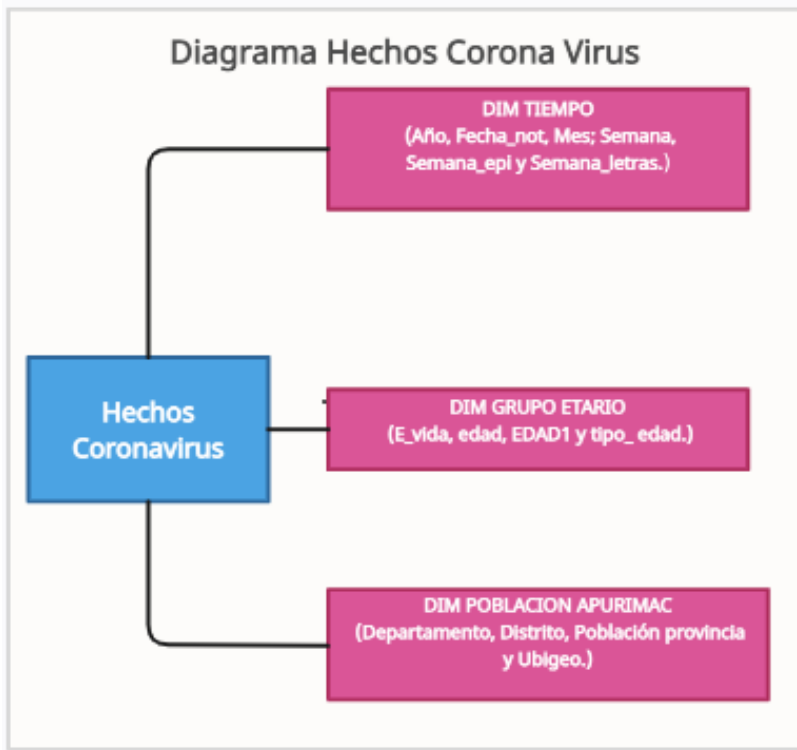 Diagrama Hechos Corona Virus
DIM TIEMPO
(Año, Fecha_not, Mes; Semana,
Semana_epi y Semana_letras.)
Hechos
Coronavirus
DIM GRUPO ETARIO
(E_vida, edad, EDAD1 y tipo_ edad.)
DIM POBLACION APURIMAC
(Departamento, Distrito, Población provincia
y Ubigeo.)